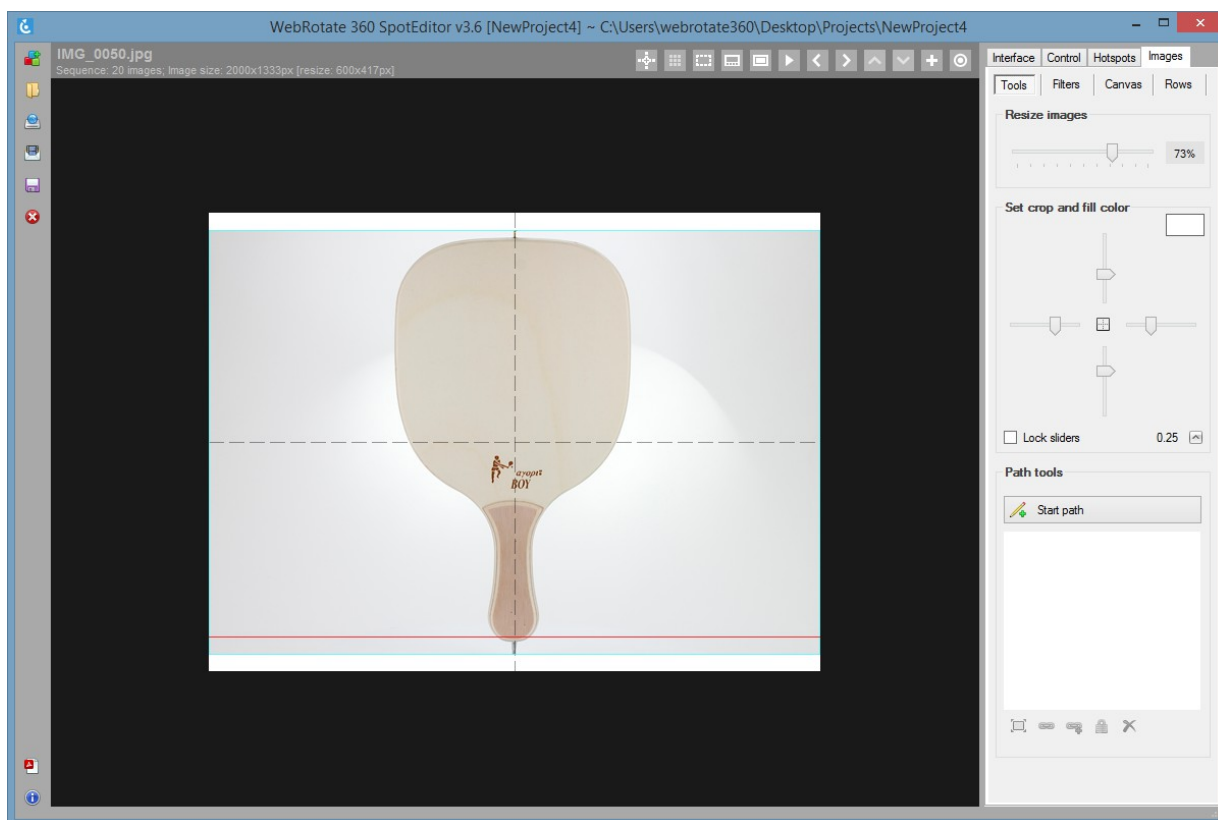 WebRotate 360 SpotEditor v3.6 [NewProject4] ~ C:\Users\webrotate360\Desktop\Projects\NewProject4
IMG_0050.jpg
Sequence: 20 images; Image size: 2000x1333px [resize: 600x417px]
Interface Control Hotspots Images
Tools Filters Canvas Rows
Resize images
73%
Set crop and fill color
Lock sliders 0.25
Path tools
Start path
BOY